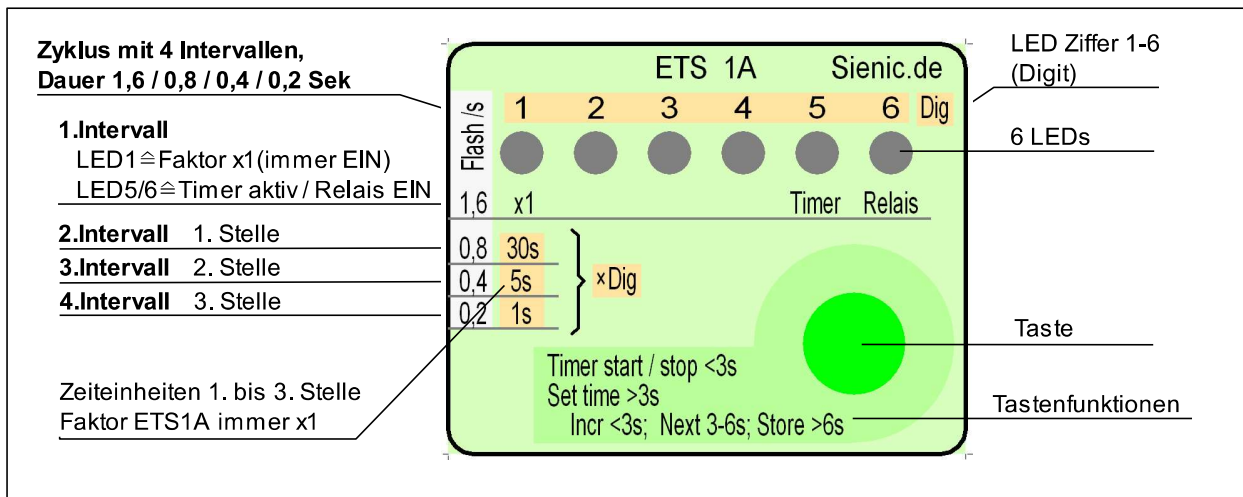 Zyklus mit 4 Intervallen,
Dauer 1,6 / 0,8 / 0,4 / 0,2 Sek
1.Intervall
LED1≙Faktor x1(immer EIN)
LED5/6≙Timer aktiv / Relais EIN
2.Intervall 1. Stelle
3.Intervall 2. Stelle
4.Intervall 3. Stelle
Zeiteinheiten 1. bis 3. Stelle
Faktor ETS1A immer x1
ETS 1A Sienic.de
1 2 3 4 5 6 Dig
Flash /s
1,6 x1 Timer Relais
0,8 30s
0,4 5s ×Dig
0,2 1s
Timer start / stop <3s
Set time >3s
Incr <3s; Next 3-6s; Store >6s
LED Ziffer 1-6
(Digit)
6 LEDs
Taste
Tastenfunktionen